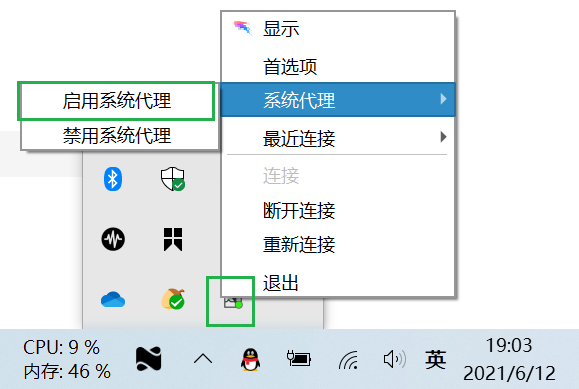 显示
首选项
系统代理
启用系统代理
禁用系统代理
最近连接
连接
断开连接
重新连接
退出
CPU: 9 %
内存: 46 %
英
19:03
2021/6/12